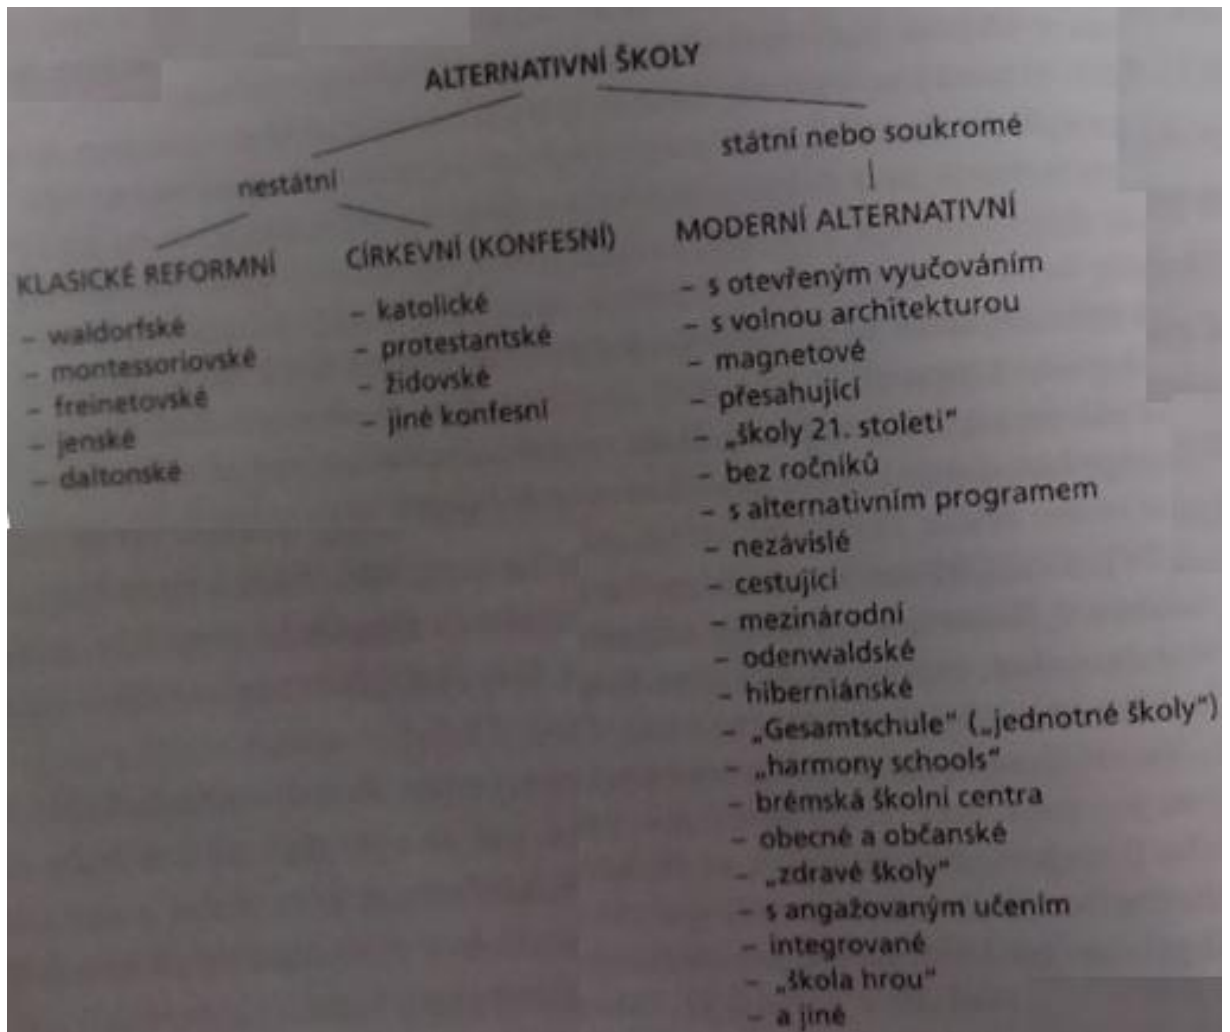 ALTERNATIVNÍ ŠKOLY
nestátní
státní nebo soukromé
KLASICKÉ REFORMNÍ
– waldorfské
– montessoriovské
– freinetovské
– jenské
– daltonské
CÍRKEVNÍ (KONFESNÍ)
– katolické
– protestantské
– židovské
– jiné konfesní
MODERNÍ ALTERNATIVNÍ
– s otevřeným vyučováním
– s volnou architekturou
– magnetové
– přesahující
– „školy 21. století"
– bez ročníků
– s alternativním programem
– nezávislé
– cestující
– mezinárodní
– odenwaldské
– hiberniánské
– „Gesamtschule" („jednotné školy")
– „harmony schools"
– brémská školní centra
– obecné a občanské
– „zdravé školy"
– s angažovaným učením
– integrované
– „škola hrou"
– a jiné